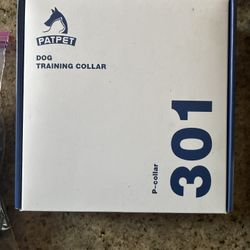 PATPET
DOG
TRAINING COLLAR
P-collar
301